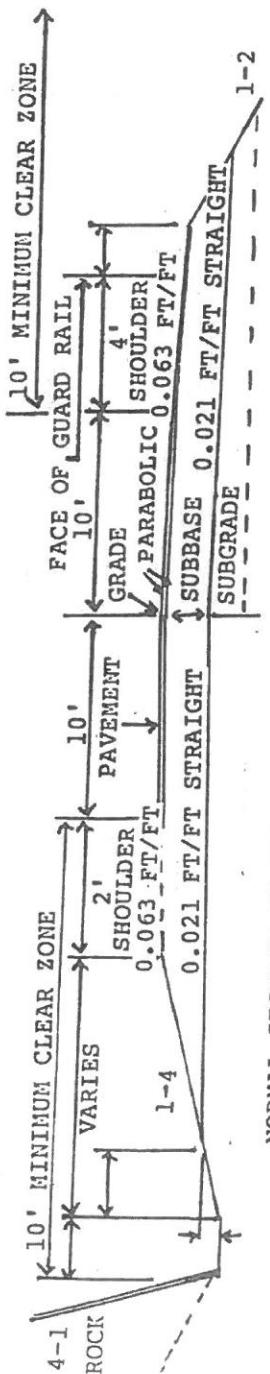 10' MINIMUM CLEAR ZONE
10' MINIMUM CLEAR ZONE
FACE OF GUARD RAIL
VARIES
2'
SHOULDER
0.063 FT/FT
10'
PAVEMENT
10'
GRADE
PARABOLIC
4'
SHOULDER
0.063 FT/FT
4-1
ROCK
1-4
0.021 FT/FT STRAIGHT
SUBBASE
SUBGRADE
0.021 FT/FT STRAIGHT
1-2
NORMAL